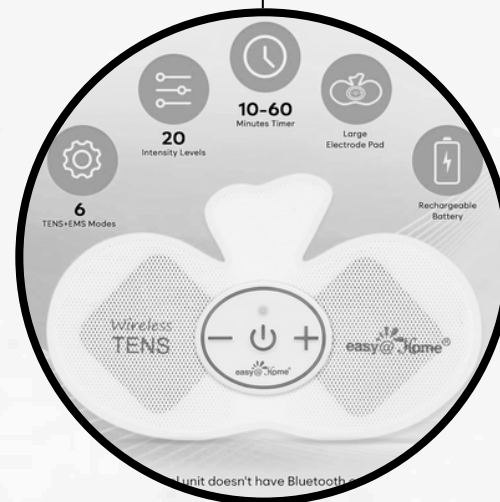 10-60
Minutes Timer
20
Intensity Levels
Large
Electrode Pad
6
TENS+EMS Modes
Rechargeable
Battery
Wireless
TENS
easy@Home®
easy@Home®
unit doesn't have Bluetooth